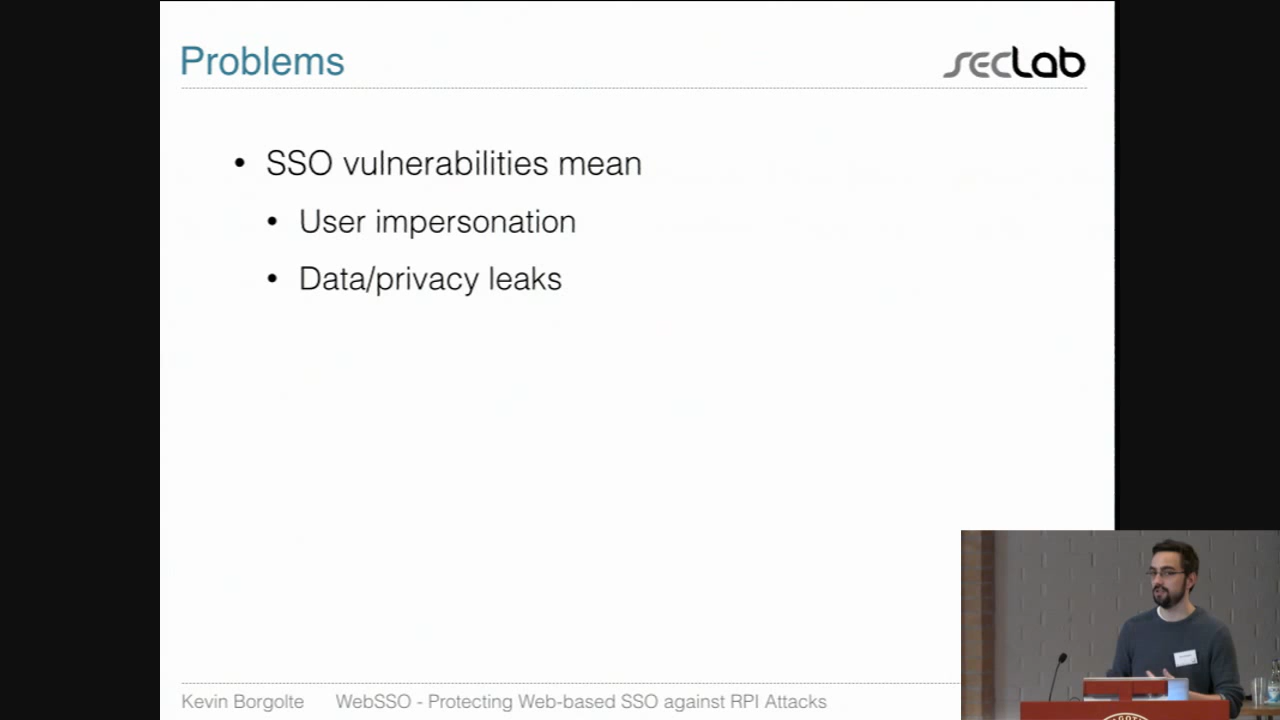 Problems
secLab
• SSO vulnerabilities mean
• User impersonation
• Data/privacy leaks
Kevin Borgolte WebSSO - Protecting Web-based SSO against RPI Attacks